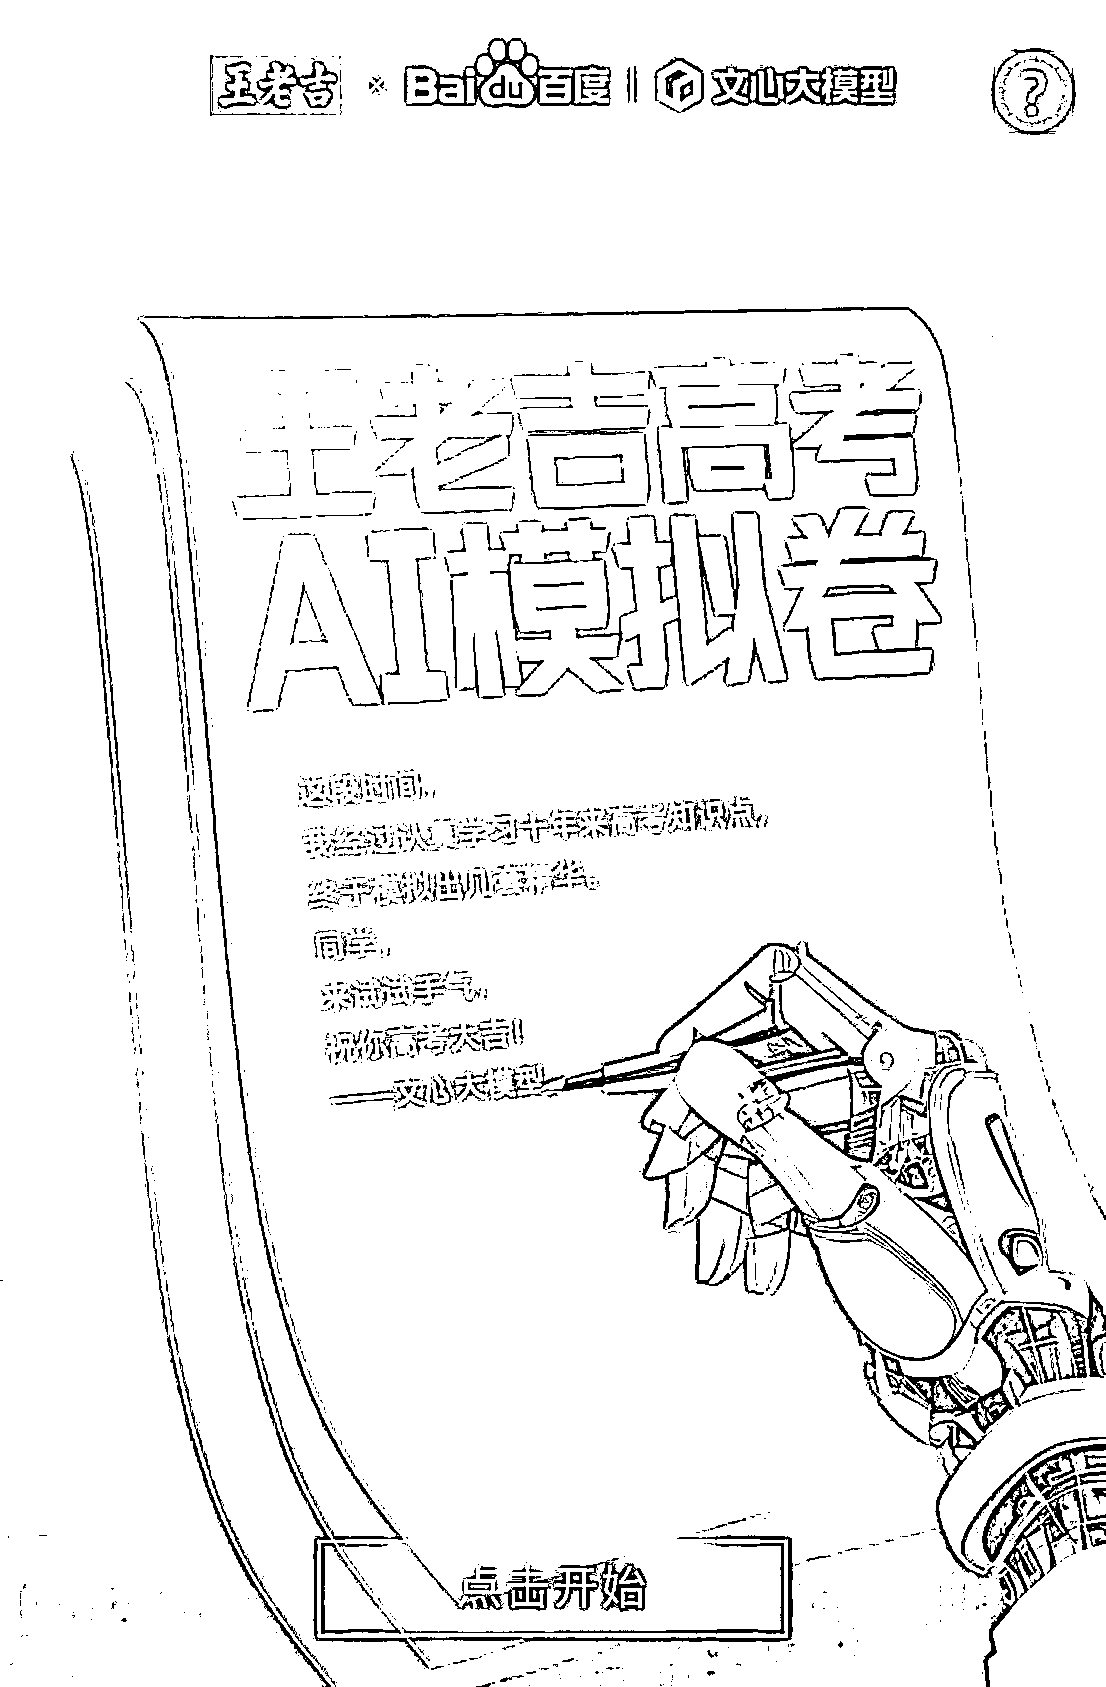 王老吉 × Bai du 百度 || 文心大模型 ?
王老吉高考
AI模拟卷
这段时间,
我经过认真学习十年来高考知识点,
终于模拟出几套精华。
同学,
来试试手气,
祝你高考大吉!
——文心大模型
点击开始